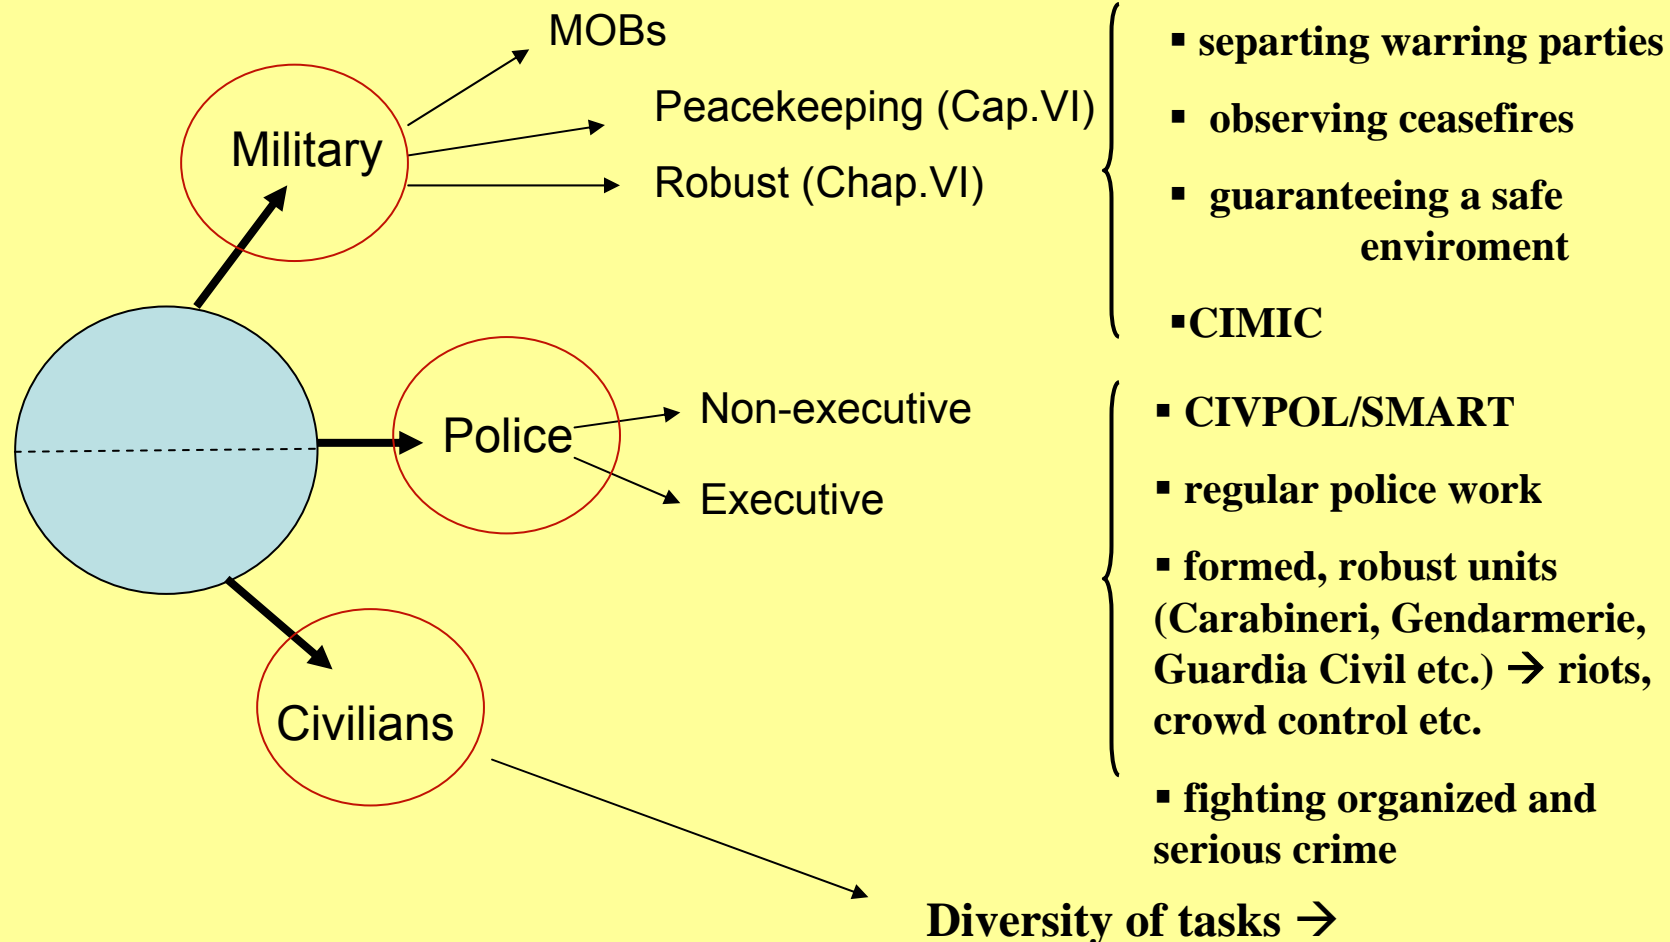 MOBs
Peacekeeping (Cap.VI)
Military
Robust (Chap.VI)
▪ separting warring parties
▪ observing ceasefires
▪ guaranteeing a safe
enviroment
▪CIMIC
Police
Non-executive
Executive
▪ CIVPOL/SMART
▪ regular police work
▪ formed, robust units
(Carabineri, Gendarmerie,
Guardia Civil etc.) → riots,
crowd control etc.
▪ fighting organized and
serious crime
Civilians
Diversity of tasks →